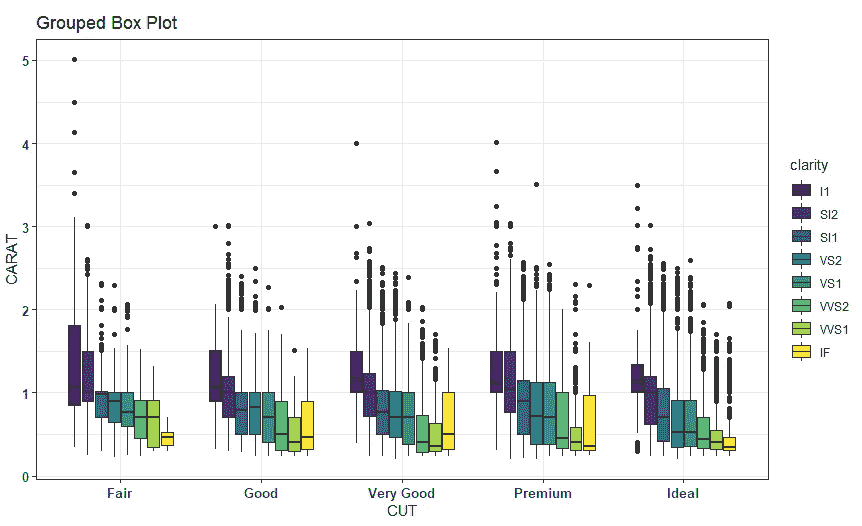 Grouped Box Plot
CARAT
5
4
3
2
1
0
Fair Good Very Good Premium Ideal
CUT
clarity
I1
SI2
SI1
VS2
VS1
VVS2
VVS1
IF